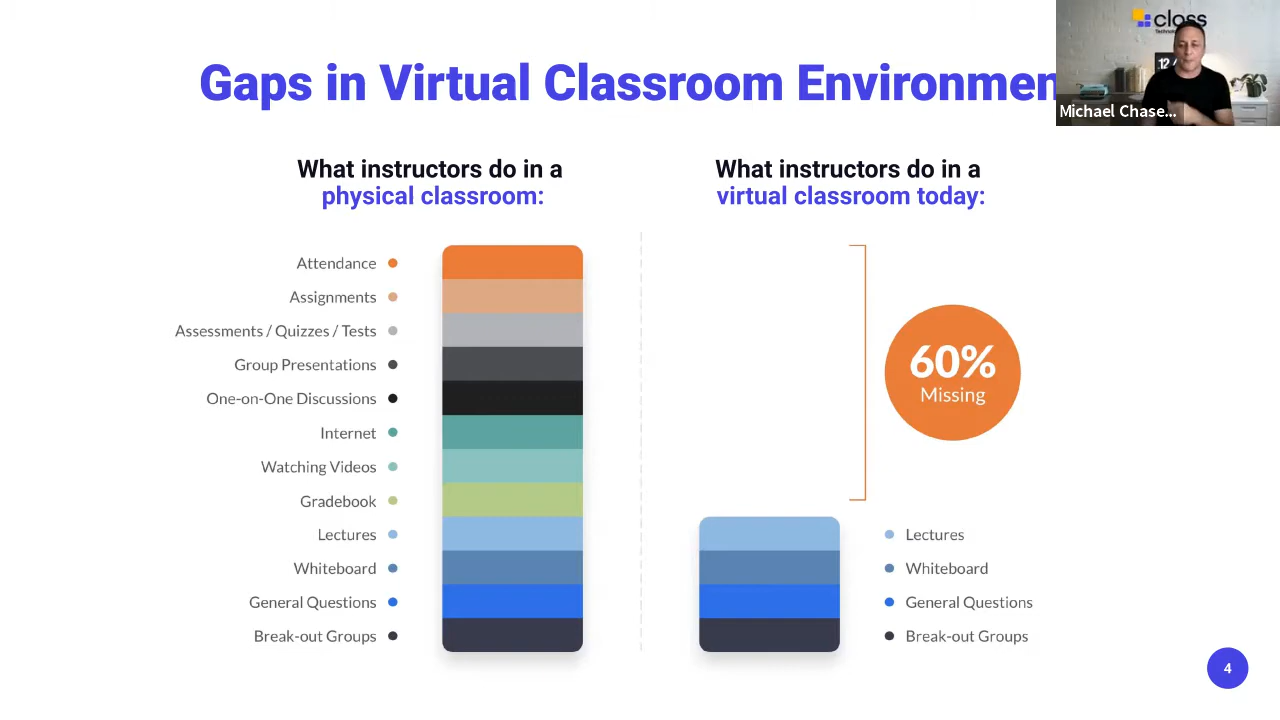 Gaps in Virtual Classroom Environmen
class
Michael Chase...
What instructors do in a
physical classroom:
Attendance
Assignments
Assessments / Quizzes / Tests
Group Presentations
One-on-One Discussions
Internet
Watching Videos
Gradebook
Lectures
Whiteboard
General Questions
Break-out Groups
What instructors do in a
virtual classroom today:
60%
Missing
Lectures
Whiteboard
General Questions
Break-out Groups
4